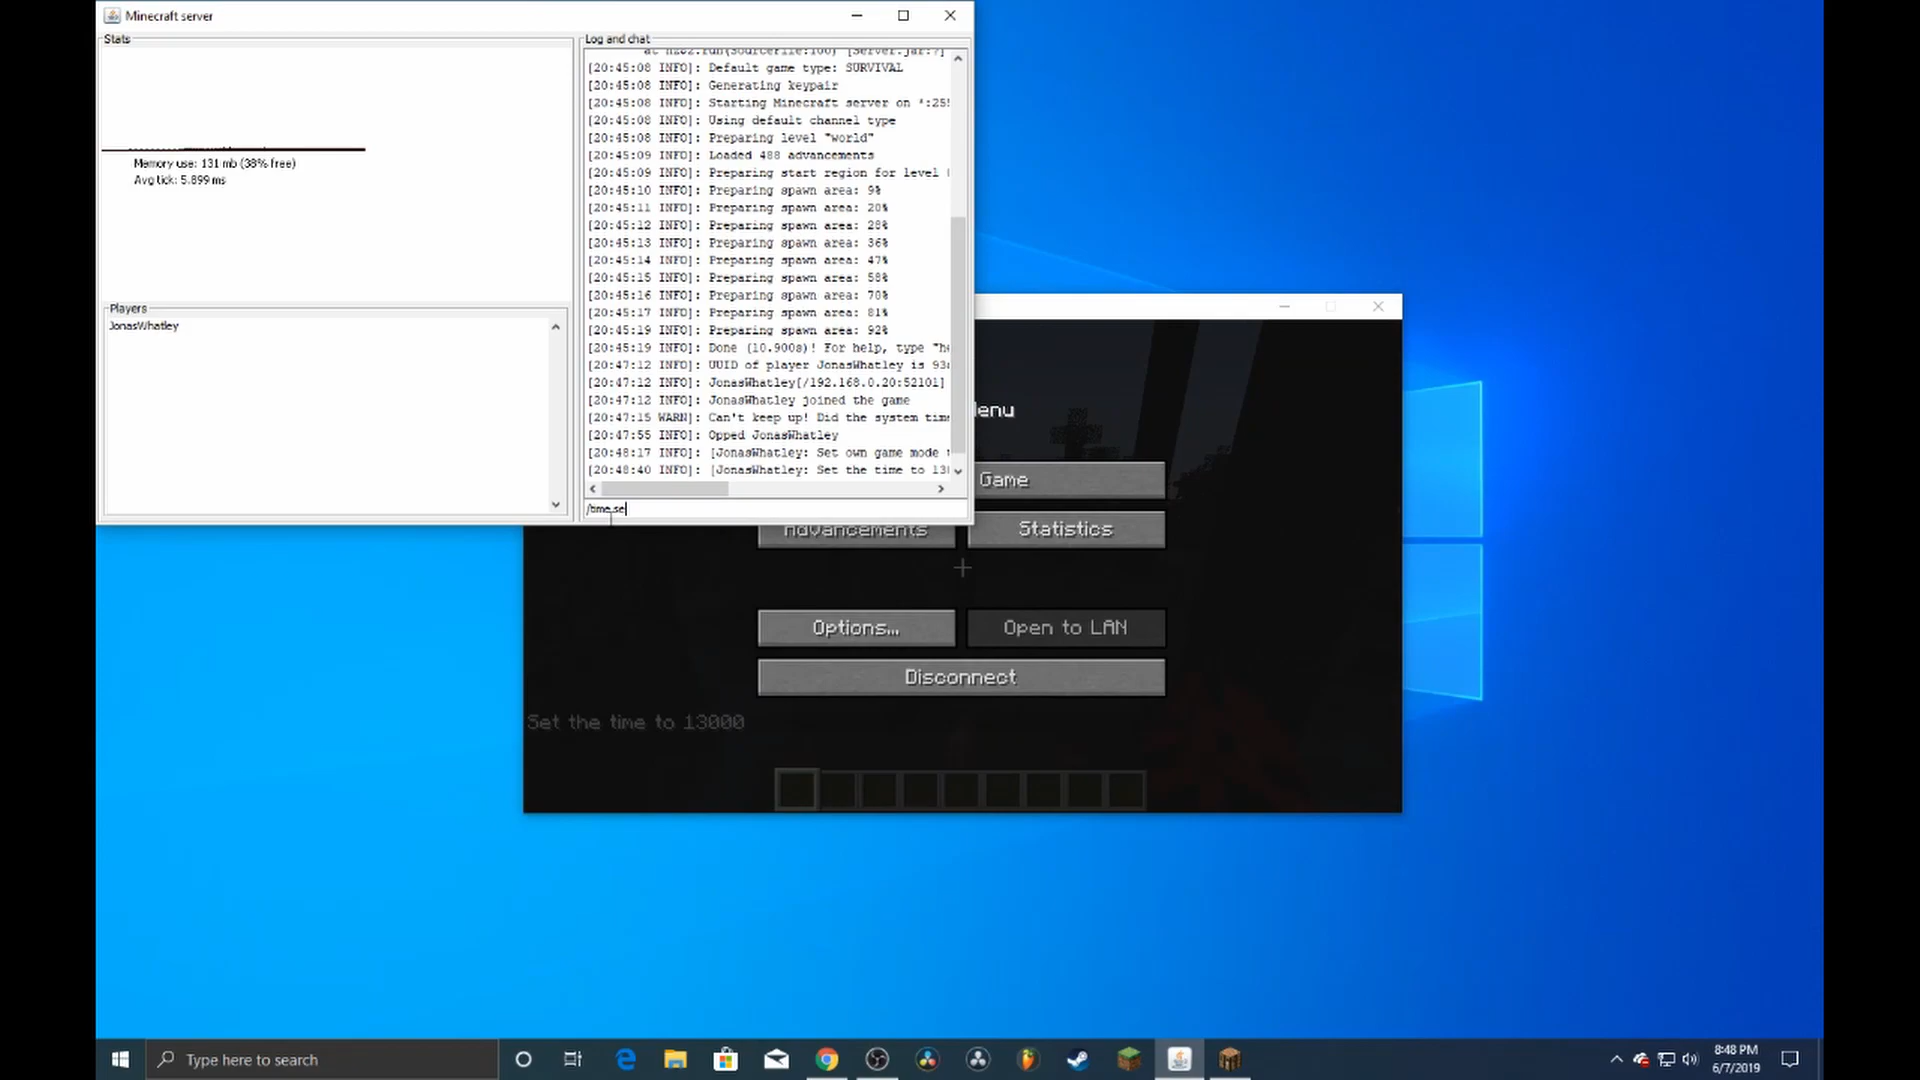 Minecraft server
Stats
Memory use: 131 mb (38% free)
Avg tick: 5.899 ms
Players
JonasWhatley
Log and chat
[20:45:08 INFO]: Default game type: SURVIVAL
[20:45:08 INFO]: Generating keypair
[20:45:08 INFO]: Starting Minecraft server on *:25
[20:45:08 INFO]: Using default channel type
[20:45:08 INFO]: Preparing level "world"
[20:45:09 INFO]: Loaded 488 advancements
[20:45:09 INFO]: Preparing start region for level
[20:45:10 INFO]: Preparing spawn area: 9%
[20:45:11 INFO]: Preparing spawn area: 20%
[20:45:12 INFO]: Preparing spawn area: 28%
[20:45:13 INFO]: Preparing spawn area: 36%
[20:45:14 INFO]: Preparing spawn area: 47%
[20:45:15 INFO]: Preparing spawn area: 58%
[20:45:16 INFO]: Preparing spawn area: 70%
[20:45:17 INFO]: Preparing spawn area: 81%
[20:45:19 INFO]: Preparing spawn area: 92%
[20:45:19 INFO]: Done (10.900s)! For help, type "h
[20:47:12 INFO]: UUID of player JonasWhatley is 93
[20:47:12 INFO]: JonasWhatley[/192.168.0.20:52101]
[20:47:12 INFO]: JonasWhatley joined the game
[20:47:15 WARN]: Can't keep up! Did the system tim
[20:47:55 INFO]: Opped JonasWhatley
[20:48:17 INFO]: [JonasWhatley: Set own game mode
[20:48:40 INFO]: [JonasWhatley: Set the time to 13
/time se
enu
Game
Advancements
Statistics
Options...
Open to LAN
Disconnect
Set the time to 13000
Type here to search
8:48 PM
6/7/2019